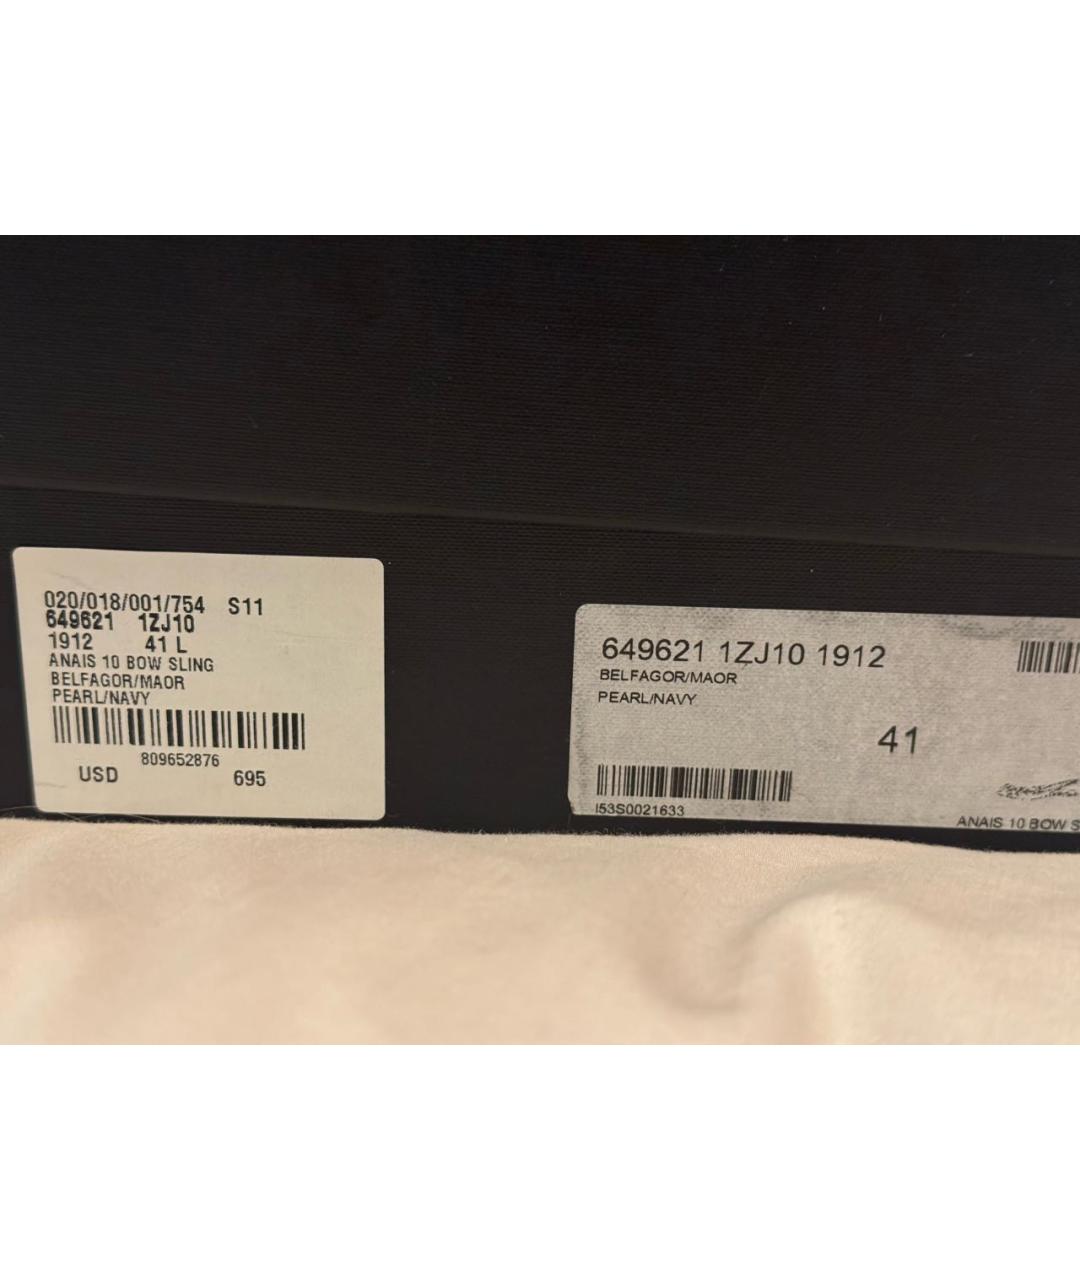 020/018/001/754 S11
649621 1ZJ10
1912 41 L
ANAIS 10 BOW SLING
BELFAGOR/MAOR
PEARL/NAVY
809652876
USD 695
649621 1ZJ10 1912
BELFAGOR/MAOR
PEARL/NAVY
41
I53S0021633
ANAIS 10 BOW S